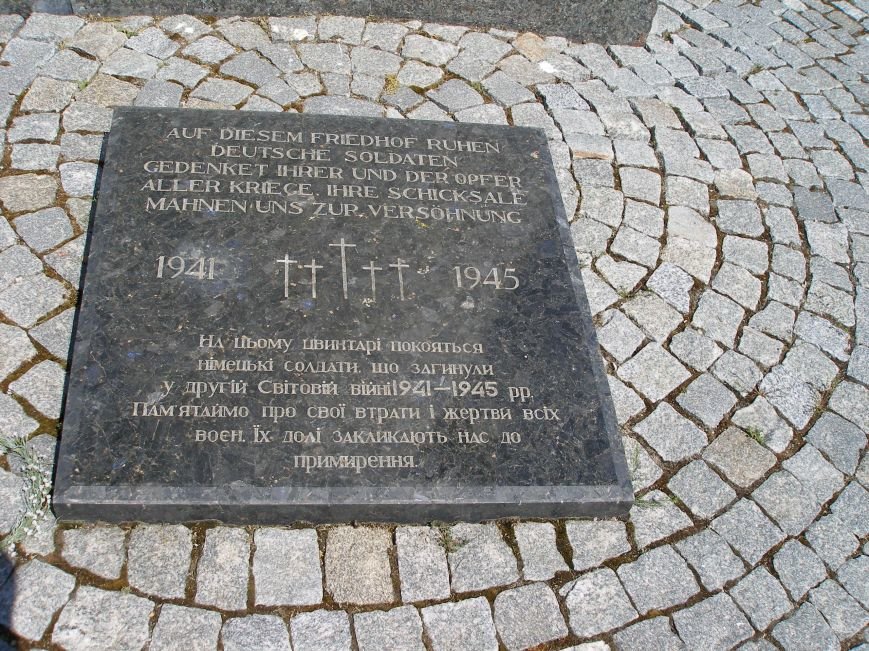 AUF DIESEM FRIEDHOF RUHEN
DEUTSCHE SOLDATEN
GEDENKET IHRER UND DER OPFER
ALLER KRIEGE. IHRE SCHICKSALE
MAHNEN UNS ZUR VERSÖHNUNG
1941 1945
На цьому цвинтарі покояться
німецькі солдати, що загинули
у другій Світовій війні 1941-1945 рр.
Пам'ятаймо про свої втрати і жертви всіх
воєн. Їх долі закликають нас до
примирення.